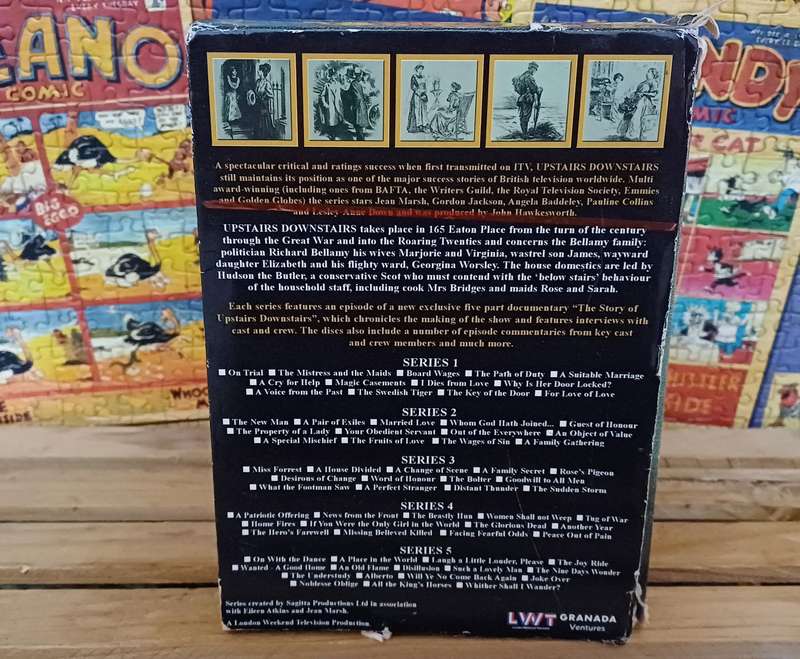 EANO
COMIC
BIG EGGO
NDY
CAT
A spectacular critical and ratings success when first transmitted on ITV, UPSTAIRS DOWNSTAIRS
still maintains its position as one of the major success stories of British television worldwide. Multi
award-winning (including ones from BAFTA, the Writers Guild, the Royal Television Society, Emmies
and Golden Globes) the series stars Jean Marsh, Gordon Jackson, Angela Baddeley, Pauline Collins
and Lesley-Anne Down and was produced by John Hawkesworth.
UPSTAIRS DOWNSTAIRS takes place in 165 Eaton Place from the turn of the century
through the Great War and into the Roaring Twenties and concerns the Bellamy family:
politician Richard Bellamy his wives Marjorie and Virginia, wastrel son James, wayward
daughter Elizabeth and his flighty ward, Georgina Worsley. The house domestics are led by
Hudson the Butler, a conservative Scot who must contend with the 'below stairs' behaviour
of the household staff, including cook Mrs Bridges and maids Rose and Sarah.
Each series features an episode of a new exclusive five part documentary "The Story of
Upstairs Downstairs", which chronicles the making of the show and features interviews with
cast and crew. The discs also include a number of episode commentaries from key cast
and crew members and much more.
SERIES 1
■ On Trial ■ The Mistress and the Maids ■ Board Wages ■ The Path of Duty ■ A Suitable Marriage
■ A Cry for Help ■ Magic Casements ■ I Dies from Love ■ Why Is Her Door Locked?
■ A Voice from the Past ■ The Swedish Tiger ■ The Key of the Door ■ For Love of Love
SERIES 2
■ The New Man ■ A Pair of Exiles ■ Married Love ■ Whom God Hath Joined... ■ Guest of Honour
■ The Property of a Lady ■ Your Obedient Servant ■ Out of the Everywhere ■ An Object of Value
■ A Special Mischief ■ The Fruits of Love ■ The Wages of Sin ■ A Family Gathering
SERIES 3
■ Miss Forrest ■ A House Divided ■ A Change of Scene ■ A Family Secret ■ Rose's Pigeon
■ Desirous of Change ■ Word of Honour ■ The Bolter ■ Goodwill to All Men
■ What the Footman Saw ■ A Perfect Stranger ■ Distant Thunder ■ The Sudden Storm
SERIES 4
■ A Patriotic Offering ■ News from the Front ■ The Beastly Hun ■ Women Shall not Weep ■ Tug of War
■ Home Fires ■ If You Were the Only Girl in the World ■ The Glorious Dead ■ Another Year
■ The Hero's Farewell ■ Missing Believed Killed ■ Facing Fearful Odds ■ Peace Out of Pain
SERIES 5
■ On With the Dance ■ A Place in the World ■ Laugh a Little Louder, Please ■ The Joy Ride
■ Wanted - A Good Home ■ An Old Flame ■ Disillusion ■ Such a Lovely Man ■ The Nine Days Wonder
■ The Understudy ■ Alberto ■ Will Ye No Come Back Again ■ Joke Over
■ Noblesse Oblige ■ All the King's Horses ■ Whither Shall I Wander?
Series created by Sagitta Productions Ltd in association
with Eileen Atkins and Jean Marsh.
A London Weekend Television Production
LWT GRANADA
Ventures